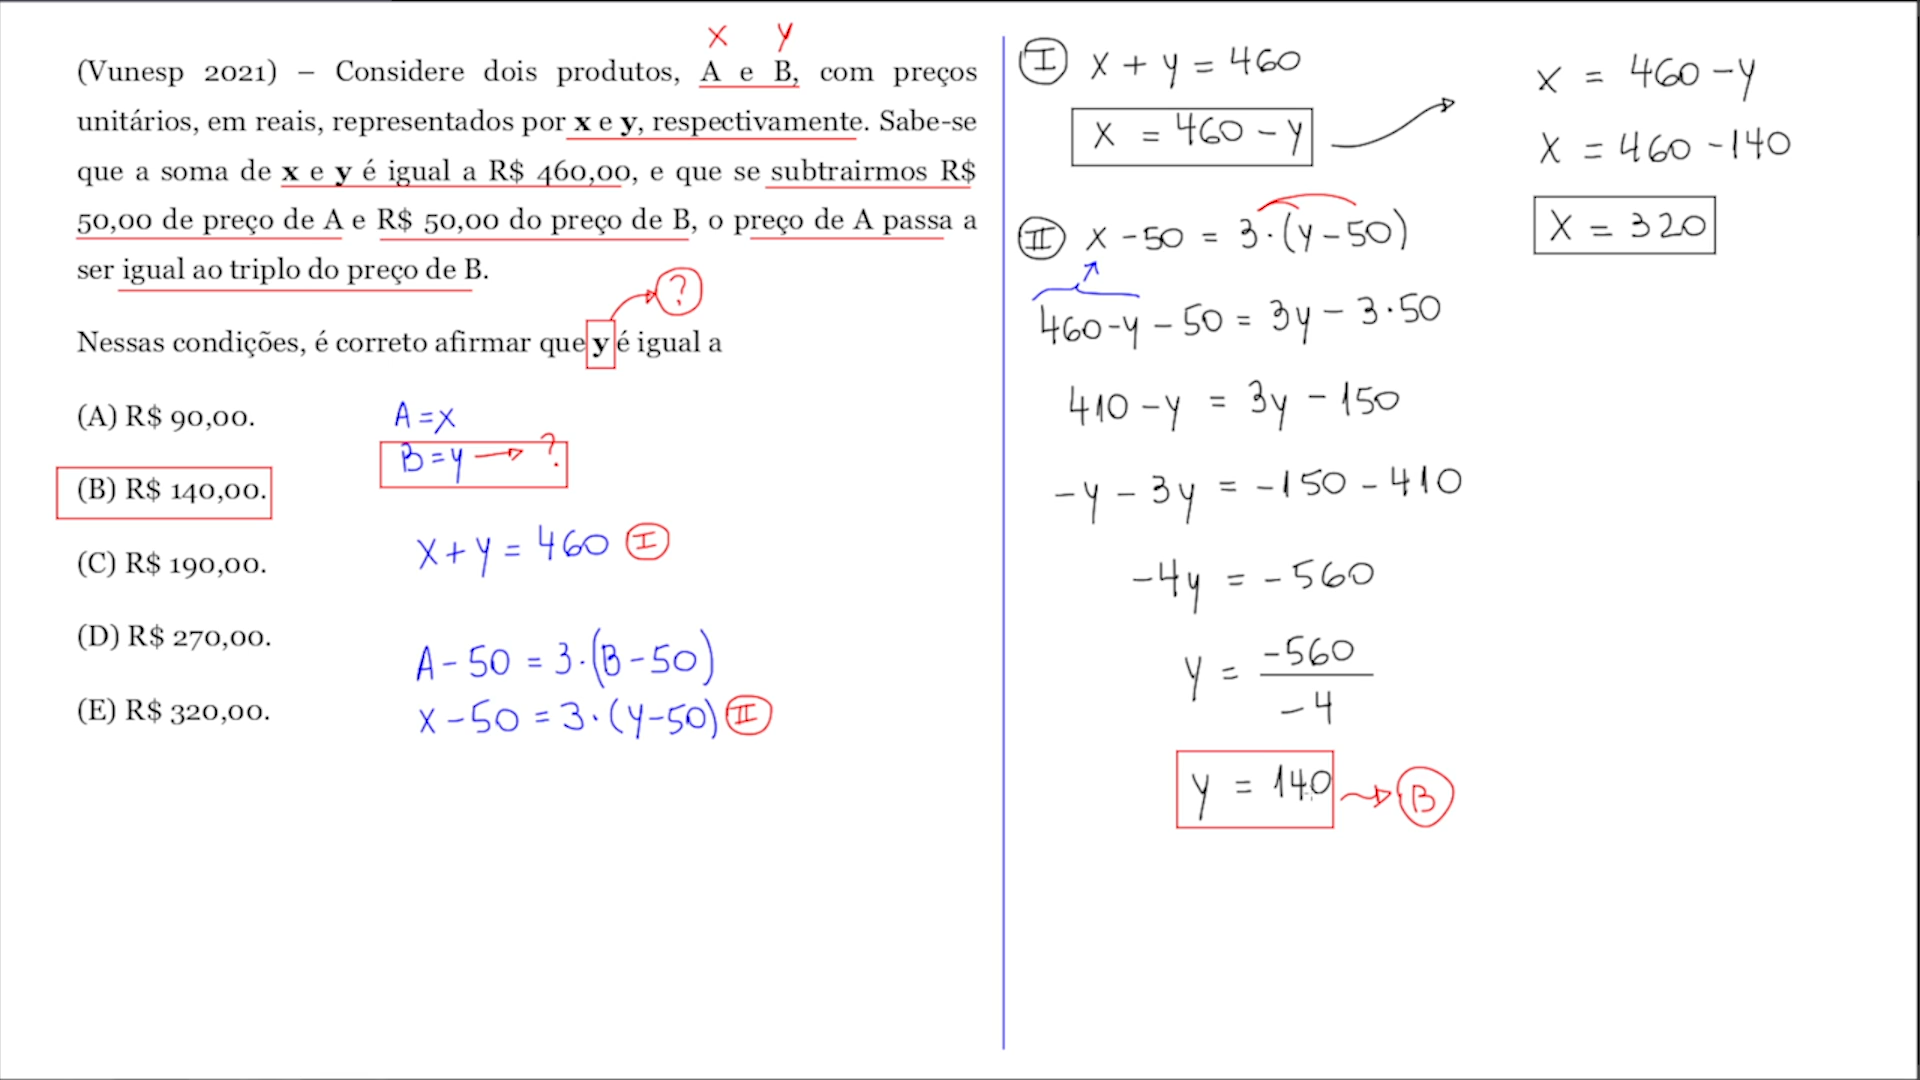 X y
(Vunesp 2021) – Considere dois produtos, A e B, com preços
unitários, em reais, representados por x e y, respectivamente. Sabe-se
que a soma de x e y é igual a R$ 460,00, e que se subtrairmos R$
50,00 de preço de A e R$ 50,00 do preço de B, o preço de A passa a
ser igual ao triplo do preço de B.
?
Nessas condições, é correto afirmar que y é igual a
(A) R$ 90,00.
(B) R$ 140,00.
(C) R$ 190,00.
(D) R$ 270,00.
(E) R$ 320,00.
A = x
B = y → ?
x + y = 460 I
A - 50 = 3·(B - 50)
x - 50 = 3·(y - 50) II
I x + y = 460
x = 460 - y
II x - 50 = 3·(y - 50)
460 - y - 50 = 3y - 3·50
410 - y = 3y - 150
-y - 3y = -150 - 410
-4y = -560
y = -560
-4
y = 140 → B
x = 460 - y
x = 460 - 140
x = 320